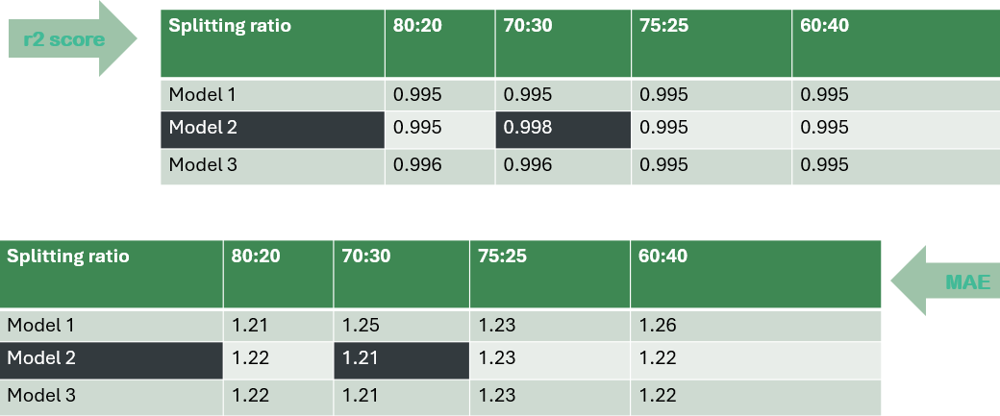 r2 score
Splitting ratio 80:20 70:30 75:25 60:40
Model 1 0.995 0.995 0.995 0.995
Model 2 0.995 0.998 0.995 0.995
Model 3 0.996 0.996 0.995 0.995
Splitting ratio 80:20 70:30 75:25 60:40
MAE
Model 1 1.21 1.25 1.23 1.26
Model 2 1.22 1.21 1.23 1.22
Model 3 1.22 1.21 1.23 1.22